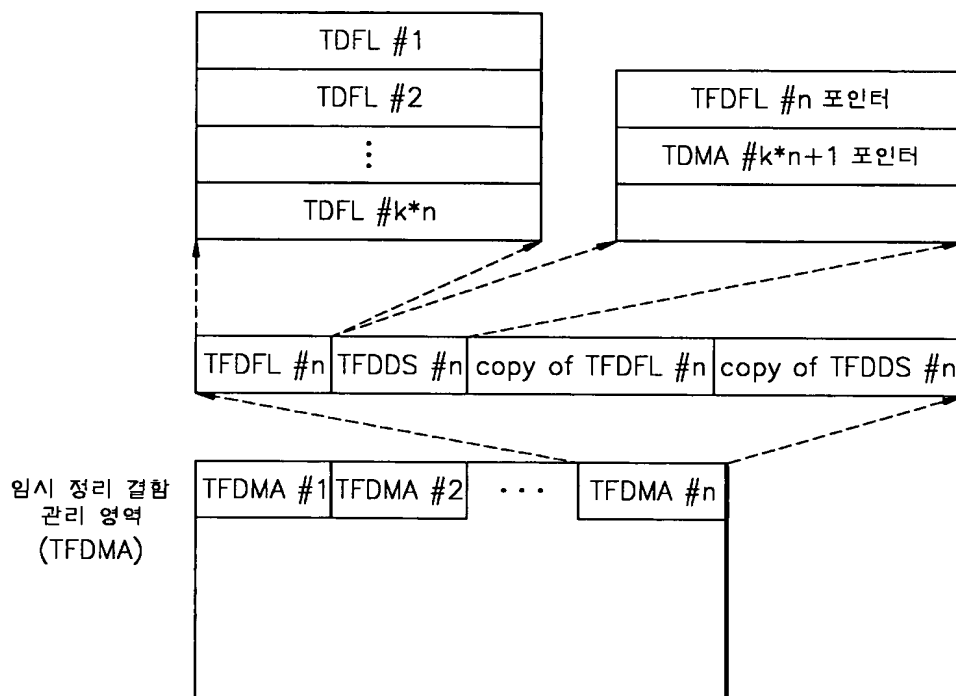 TDFL #1
TDFL #2
⋮
TDFL #k*n
TFDFL #n 포인터
TDMA #k*n+1 포인터
TFDFL #n
TFDDS #n
copy of TFDFL #n
copy of TFDDS #n
임시 정리 결함
관리 영역
(TFDMA)
TFDMA #1
TFDMA #2
···
TFDMA #n